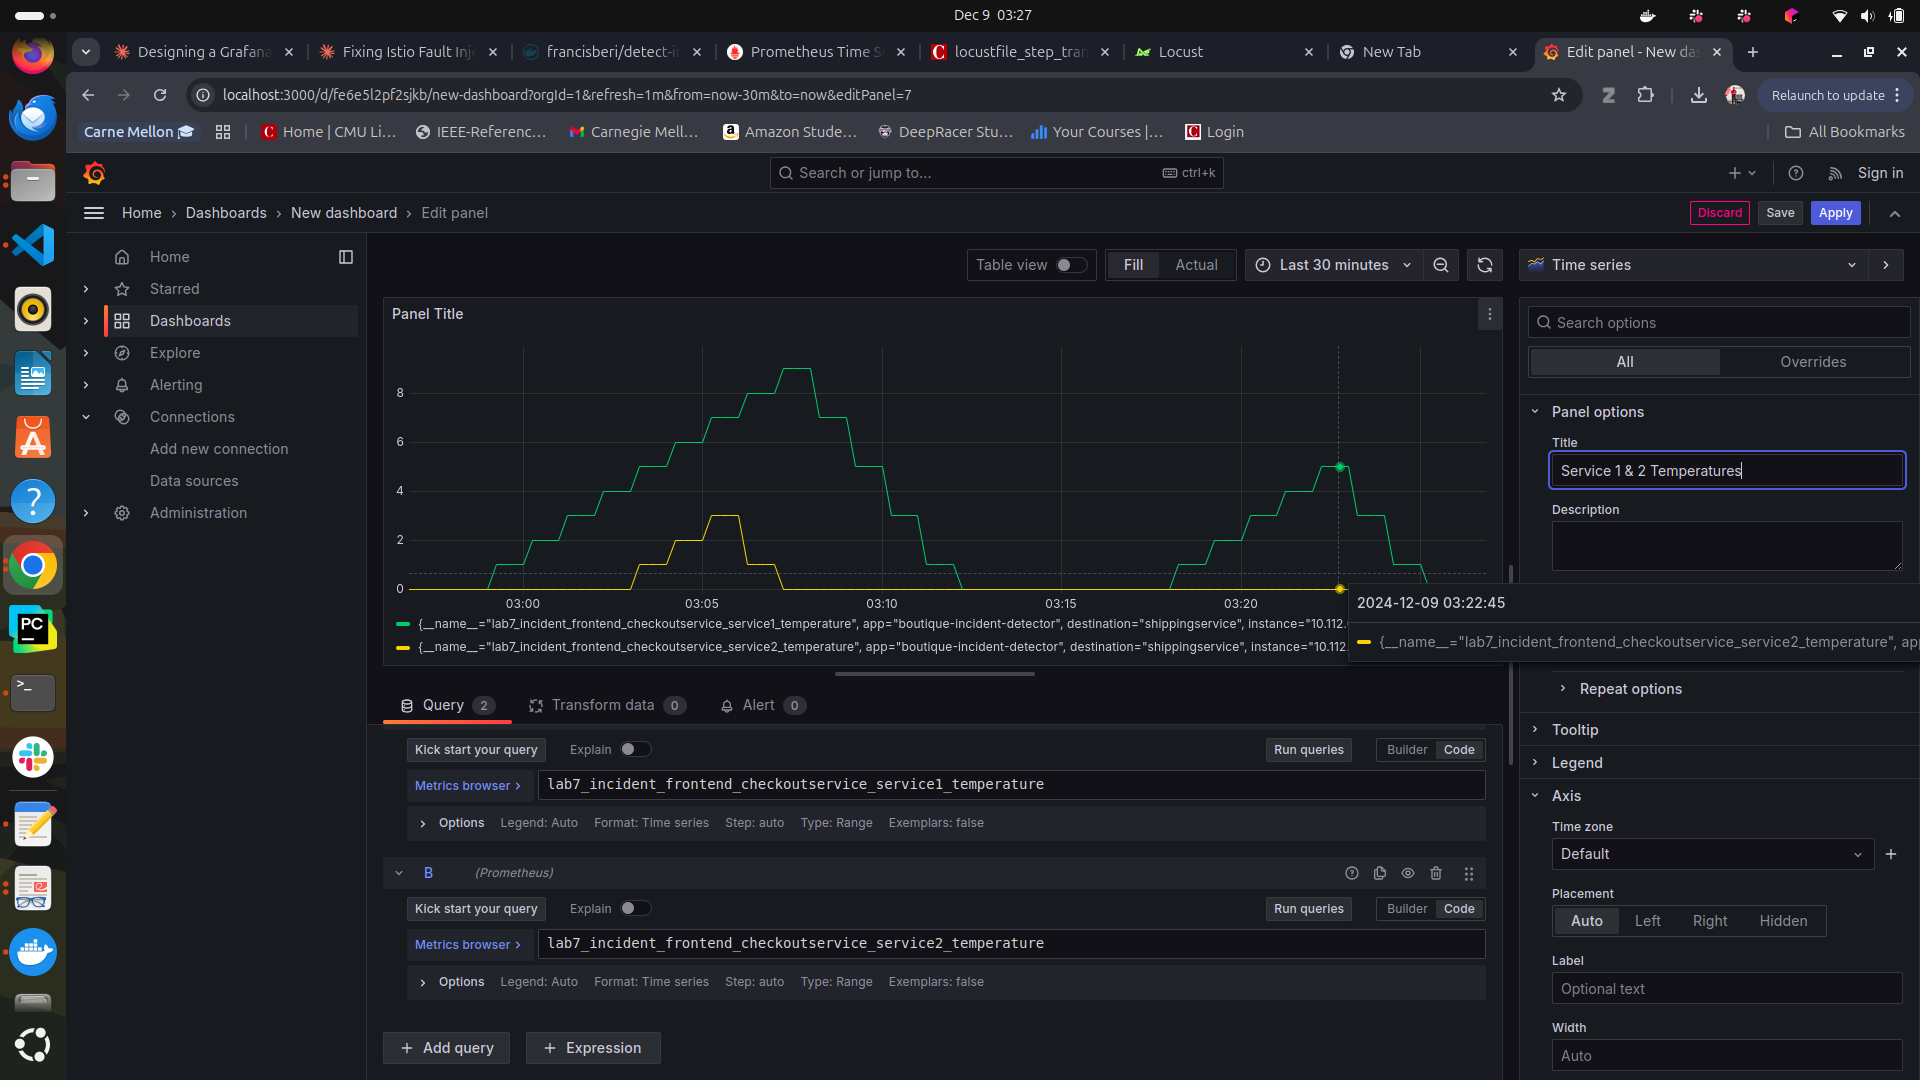 Dec 9 03:27
Designing a Grafana
Fixing Istio Fault Inje
francisberi/detect-in
Prometheus Time S
locustfile_step_tran
Locust
New Tab
Edit panel - New das
localhost:3000/d/fe6e5l2pf2sjkb/new-dashboard?orgId=1&refresh=1m&from=now-30m&to=now&editPanel=7
Relaunch to update
Carne Mellon
Home | CMU Li...
IEEE-Referenc...
Carnegie Mell...
Amazon Stude...
DeepRacer Stu...
Your Courses |...
Login
All Bookmarks
Search or jump to...
ctrl+k
Sign in
Home › Dashboards › New dashboard › Edit panel
Discard
Save
Apply
Home
Starred
Dashboards
Explore
Alerting
Connections
Add new connection
Data sources
Administration
Table view
Fill
Actual
Last 30 minutes
Time series
Panel Title
8
6
4
2
0
03:00
03:05
03:10
03:15
03:20
{__name__="lab7_incident_frontend_checkoutservice_service1_temperature", app="boutique-incident-detector", destination="shippingservice", instance="10.112.
{__name__="lab7_incident_frontend_checkoutservice_service2_temperature", app="boutique-incident-detector", destination="shippingservice", instance="10.112.
2024-12-09 03:22:45
{__name__="lab7_incident_frontend_checkoutservice_service2_temperature", app
Query 2
Transform data 0
Alert 0
Kick start your query
Explain
Run queries
Builder
Code
Metrics browser ›
lab7_incident_frontend_checkoutservice_service1_temperature
Options
Legend: Auto
Format: Time series
Step: auto
Type: Range
Exemplars: false
B
(Prometheus)
Kick start your query
Explain
Run queries
Builder
Code
Metrics browser ›
lab7_incident_frontend_checkoutservice_service2_temperature
Options
Legend: Auto
Format: Time series
Step: auto
Type: Range
Exemplars: false
+ Add query
+ Expression
Search options
All
Overrides
Panel options
Title
Service 1 & 2 Temperatures
Description
Repeat options
Tooltip
Legend
Axis
Time zone
Default
Placement
Auto
Left
Right
Hidden
Label
Optional text
Width
Auto
PC